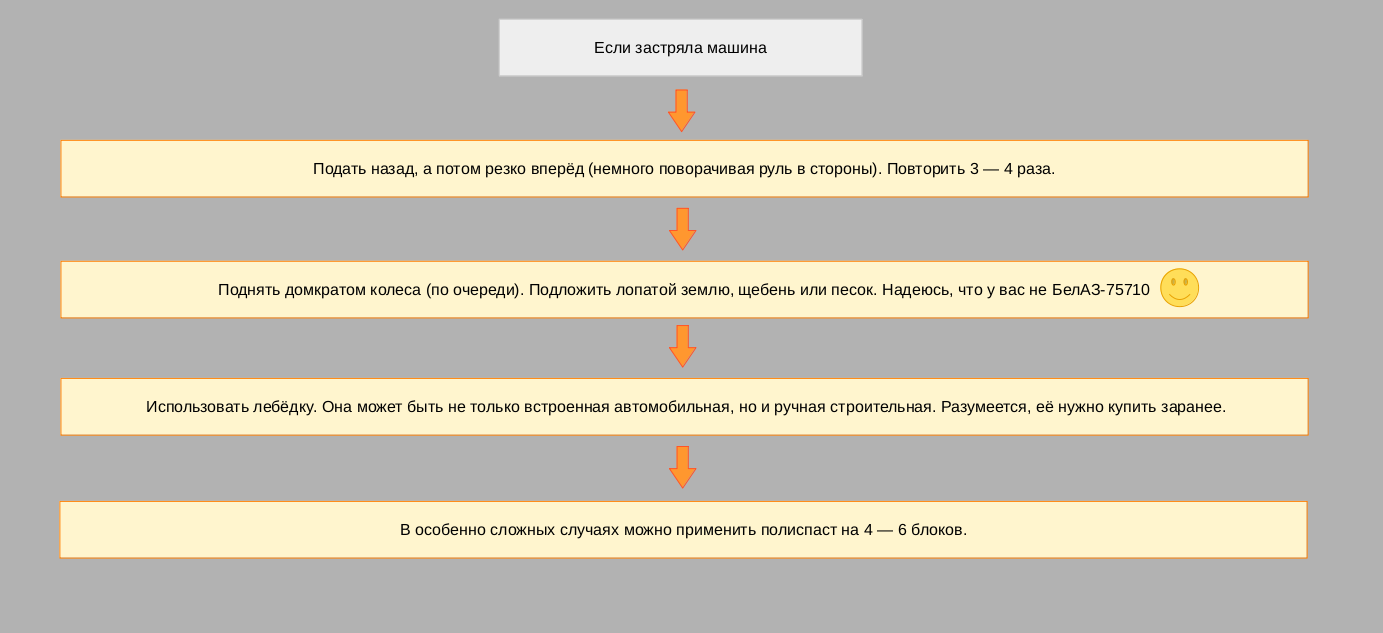 Если застряла машина
Подать назад, а потом резко вперёд (немного поворачивая руль в стороны). Повторить 3 — 4 раза.
Поднять домкратом колеса (по очереди). Подложить лопатой землю, щебень или песок. Надеюсь, что у вас не БелАЗ-75710
Использовать лебёдку. Она может быть не только встроенная автомобильная, но и ручная строительная. Разумеется, её нужно купить заранее.
В особенно сложных случаях можно применить полиспаст на 4 — 6 блоков.